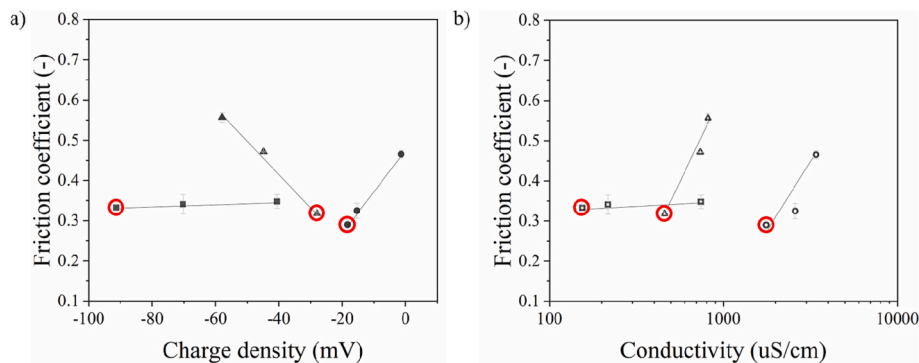 a)
Friction coefficient (-)
0.8
0.7
0.6
0.5
0.4
0.3
0.2
0.1
-100 -80 -60 -40 -20 0
Charge density (mV)
b)
Friction coefficient (-)
0.8
0.7
0.6
0.5
0.4
0.3
0.2
0.1
100 1000 10000
Conductivity (uS/cm)